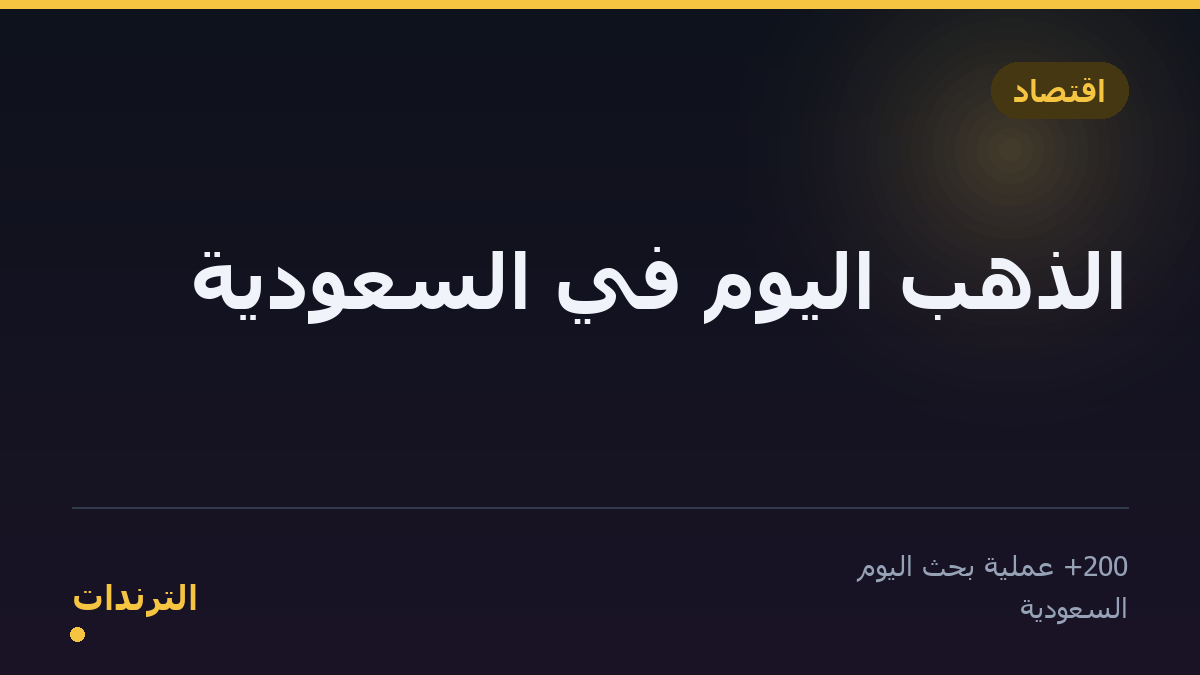 اقتصاد
الذهب اليوم في السعودية
200+ عملية بحث اليوم
السعودية
الترندات